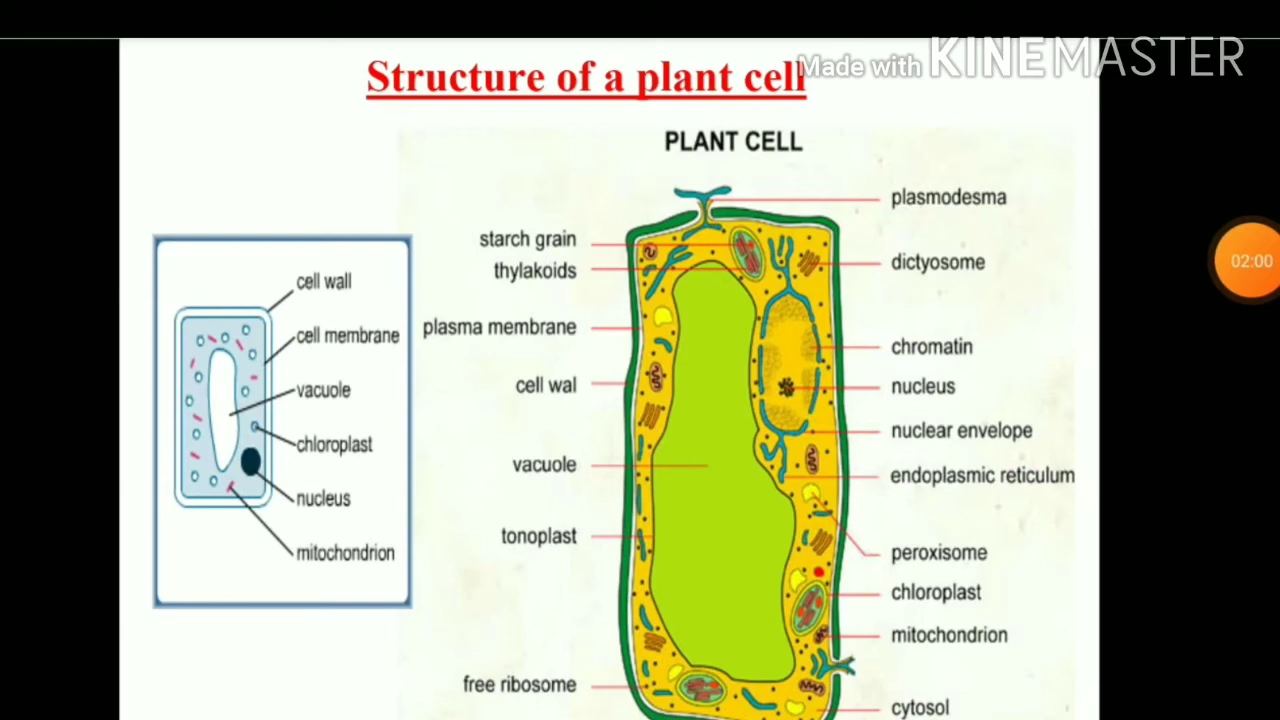 Structure of a plant cell
Made with KINEMASTER
PLANT CELL
plasmodesma
starch grain
dictyosome
thylakoids
cell wall
plasma membrane
cell membrane
chromatin
cell wal
nucleus
vacuole
nuclear envelope
chloroplast
vacuole
endoplasmic reticulum
nucleus
tonoplast
mitochondrion
peroxisome
chloroplast
mitochondrion
free ribosome
cytosol
02:00